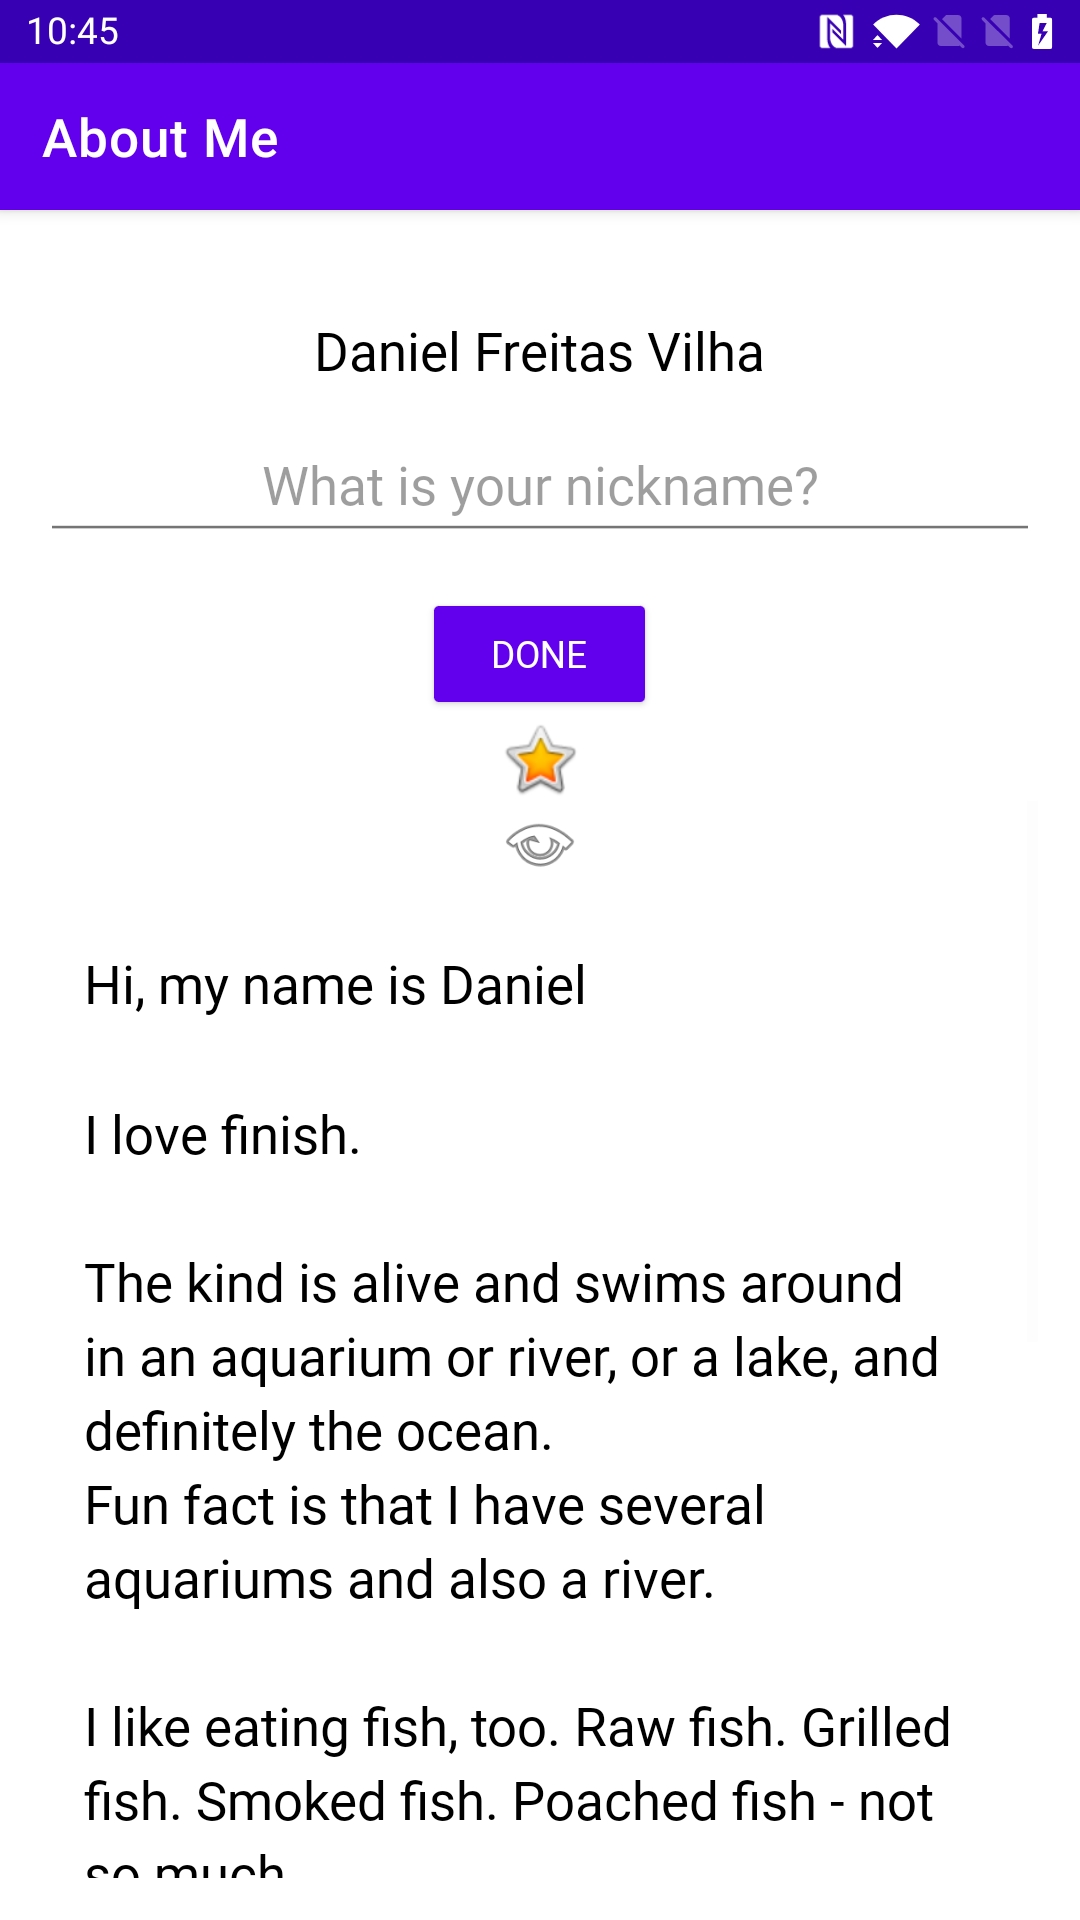 10:45
About Me
Daniel Freitas Vilha
What is your nickname?
DONE
Hi, my name is Daniel
I love finish.
The kind is alive and swims around
in an aquarium or river, or a lake, and
definitely the ocean.
Fun fact is that I have several
aquariums and also a river.
I like eating fish, too. Raw fish. Grilled
fish. Smoked fish. Poached fish - not
so much